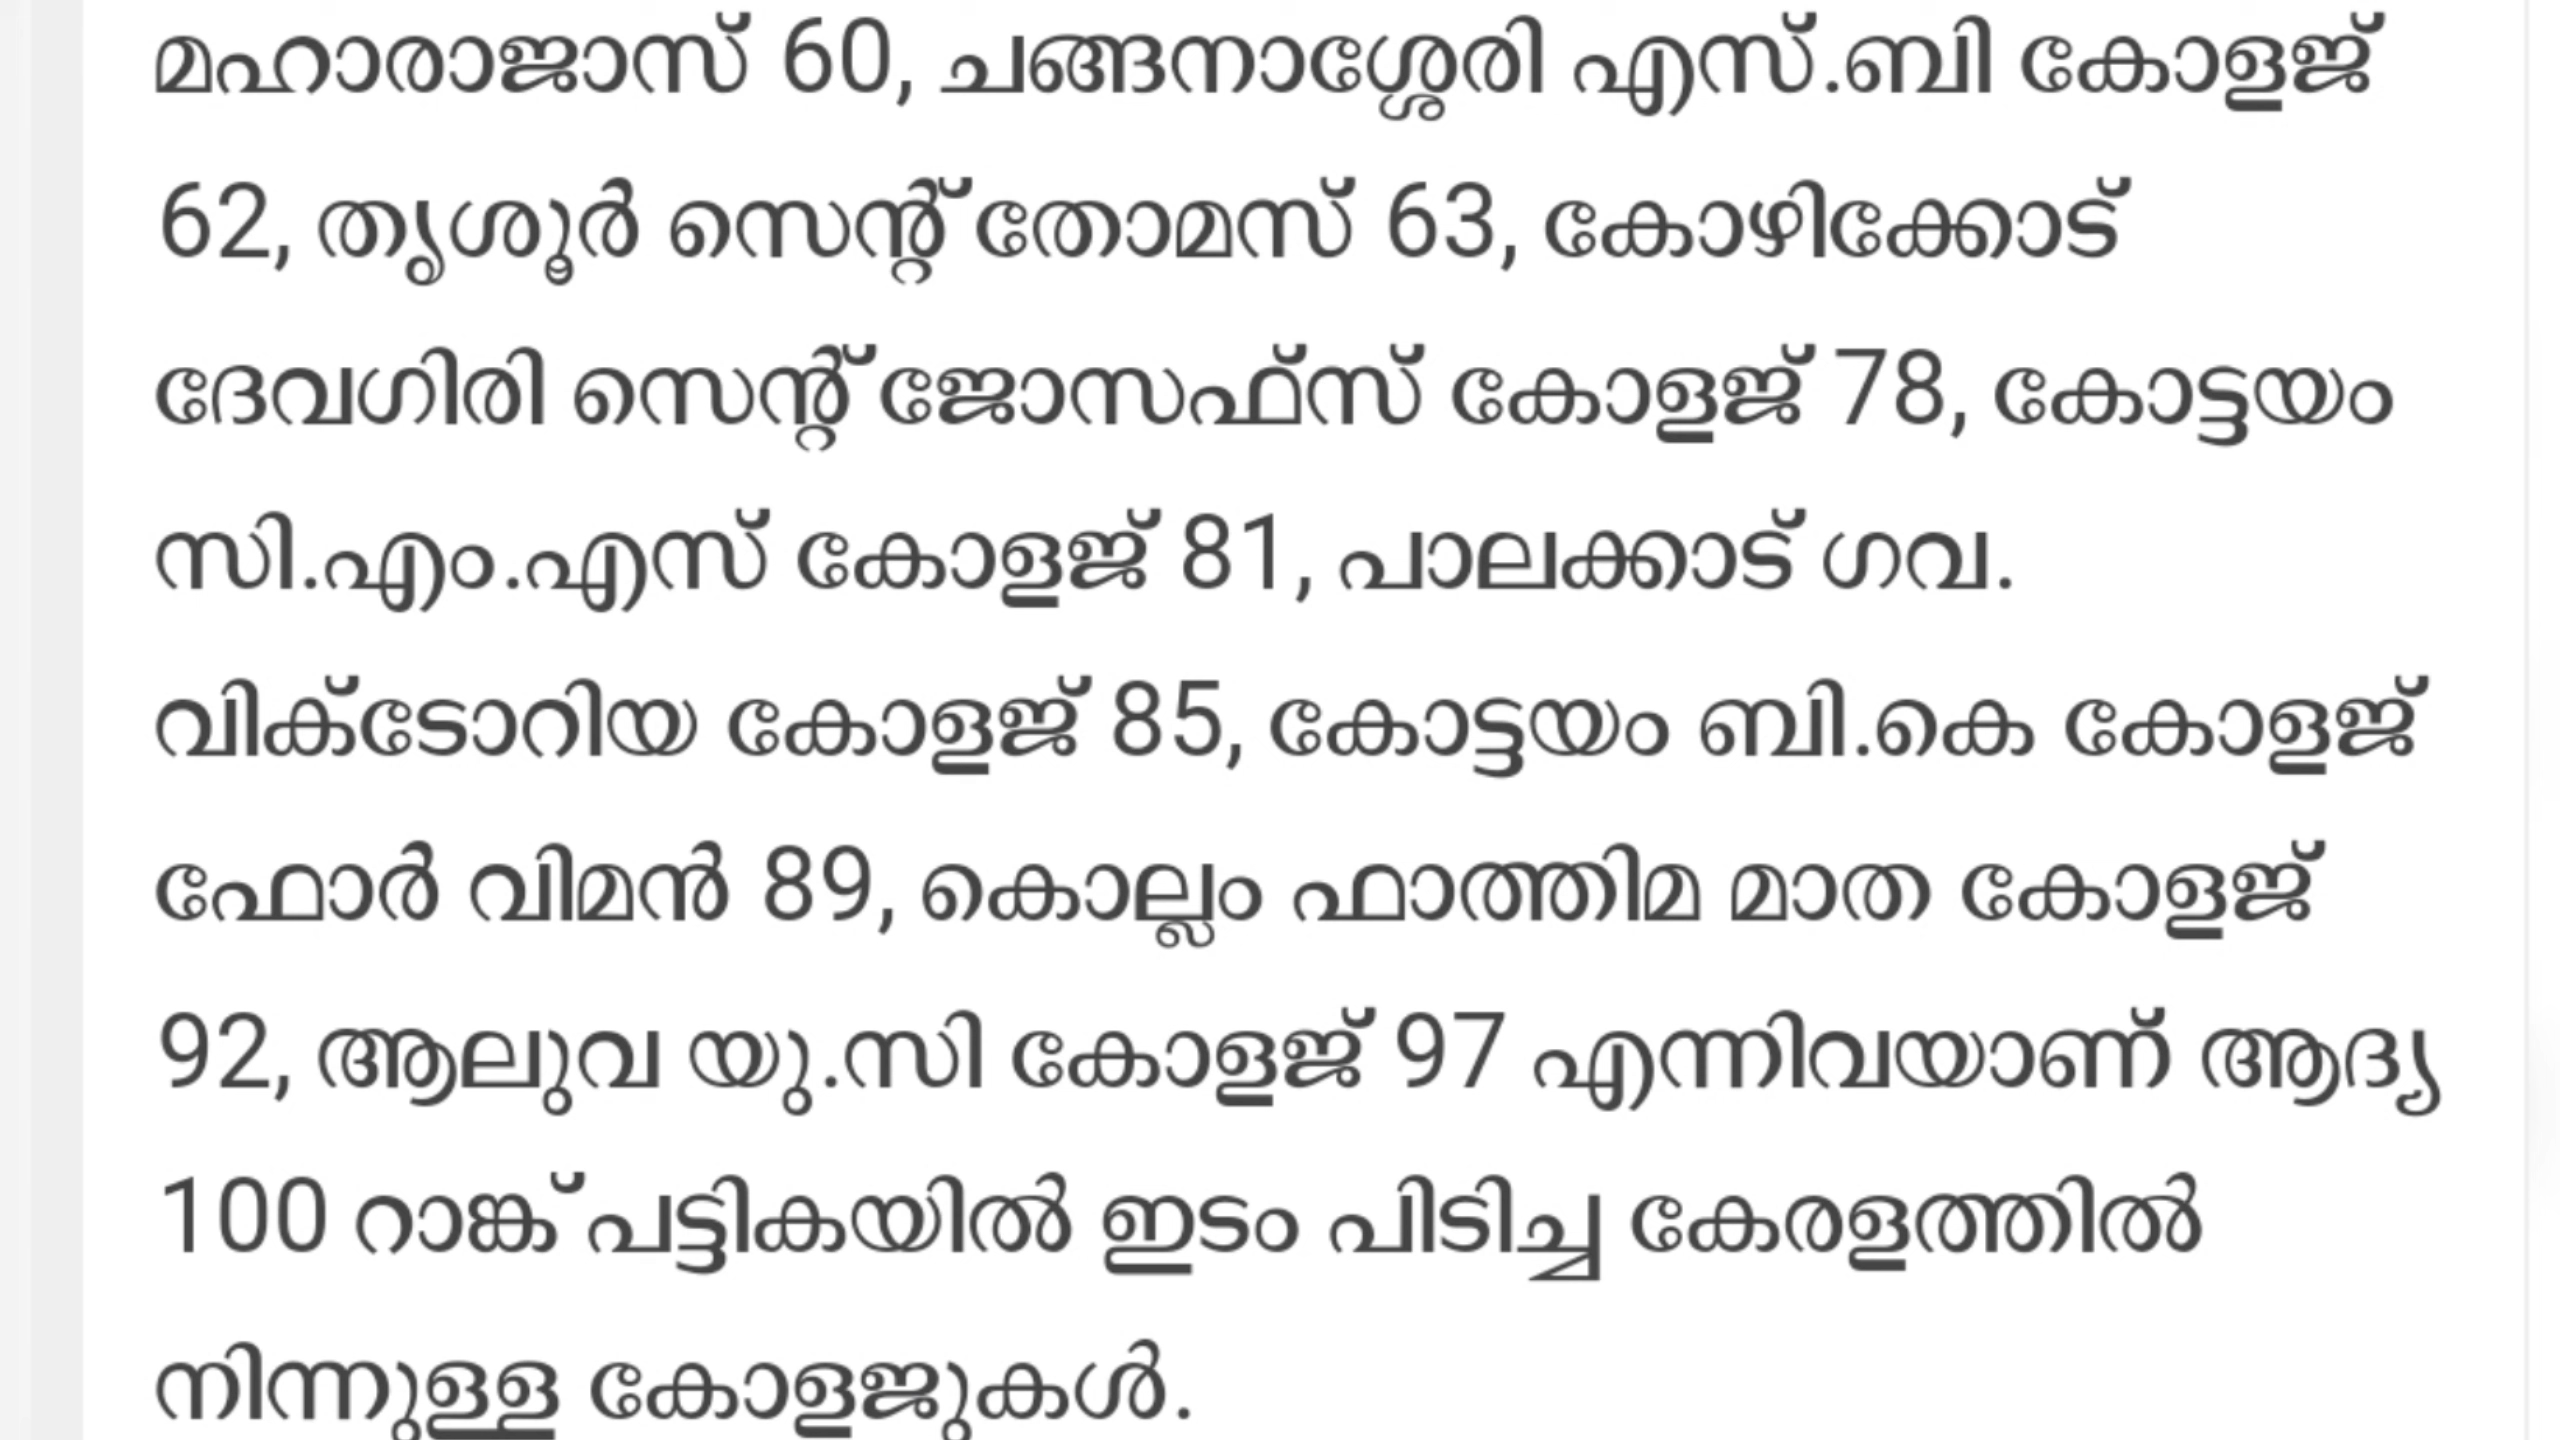 മഹാരാജാസ് 60, ചങ്ങനാശ്ശേരി എസ്.ബി കോളജ്
62, തൃശൂർ സെന്റ് തോമസ് 63, കോഴിക്കോട്
ദേവഗിരി സെന്റ് ജോസഫ്സ് കോളജ് 78, കോട്ടയം
സി.എം.എസ് കോളജ് 81, പാലക്കാട് ഗവ.
വിക്ടോറിയ കോളജ് 85, കോട്ടയം ബി.കെ കോളജ്
ഫോർ വിമൻ 89, കൊല്ലം ഫാത്തിമ മാത കോളജ്
92, ആലുവ യു.സി കോളജ് 97 എന്നിവയാണ് ആദ്യ
100 റാങ്ക് പട്ടികയിൽ ഇടം പിടിച്ച കേരളത്തിൽ
നിന്നുള്ള കോളജുകൾ.